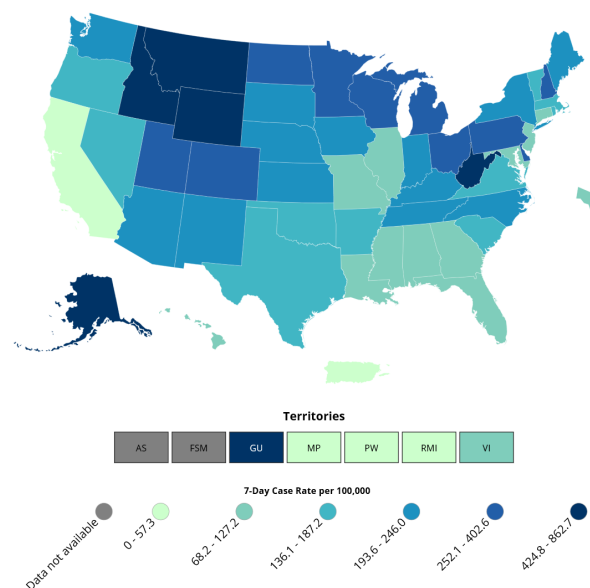 Territories
AS FSM GU MP PW RMI VI
7-Day Case Rate per 100,000
Data not available 0 - 57.3 68.2 - 127.2 136.1 - 187.2 193.6 - 246.0 252.1 - 402.6 424.8 - 862.7